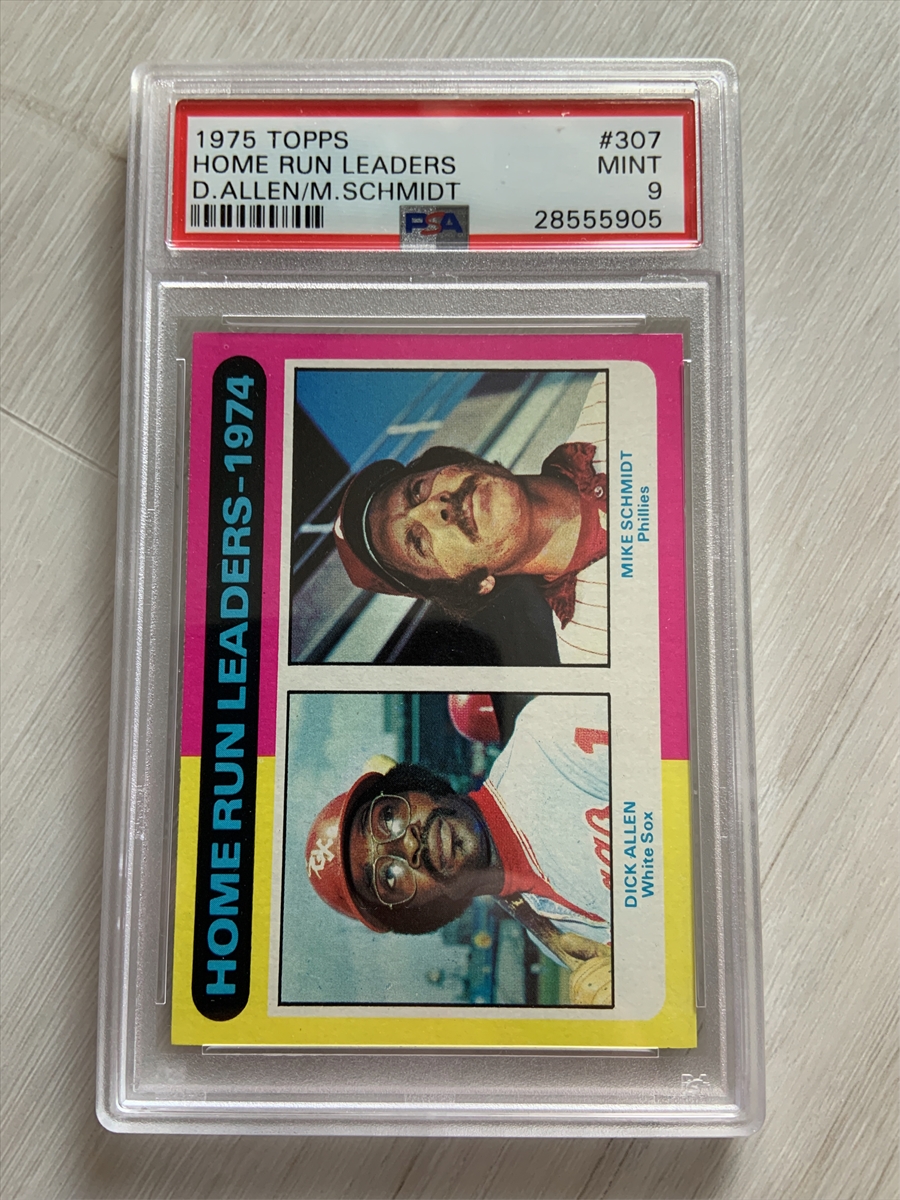 1975 TOPPS #307
HOME RUN LEADERS MINT
D.ALLEN/M.SCHMIDT 9
PSA 28555905
HOME RUN LEADERS-1974
DICK ALLEN
White Sox
MIKE SCHMIDT
Phillies